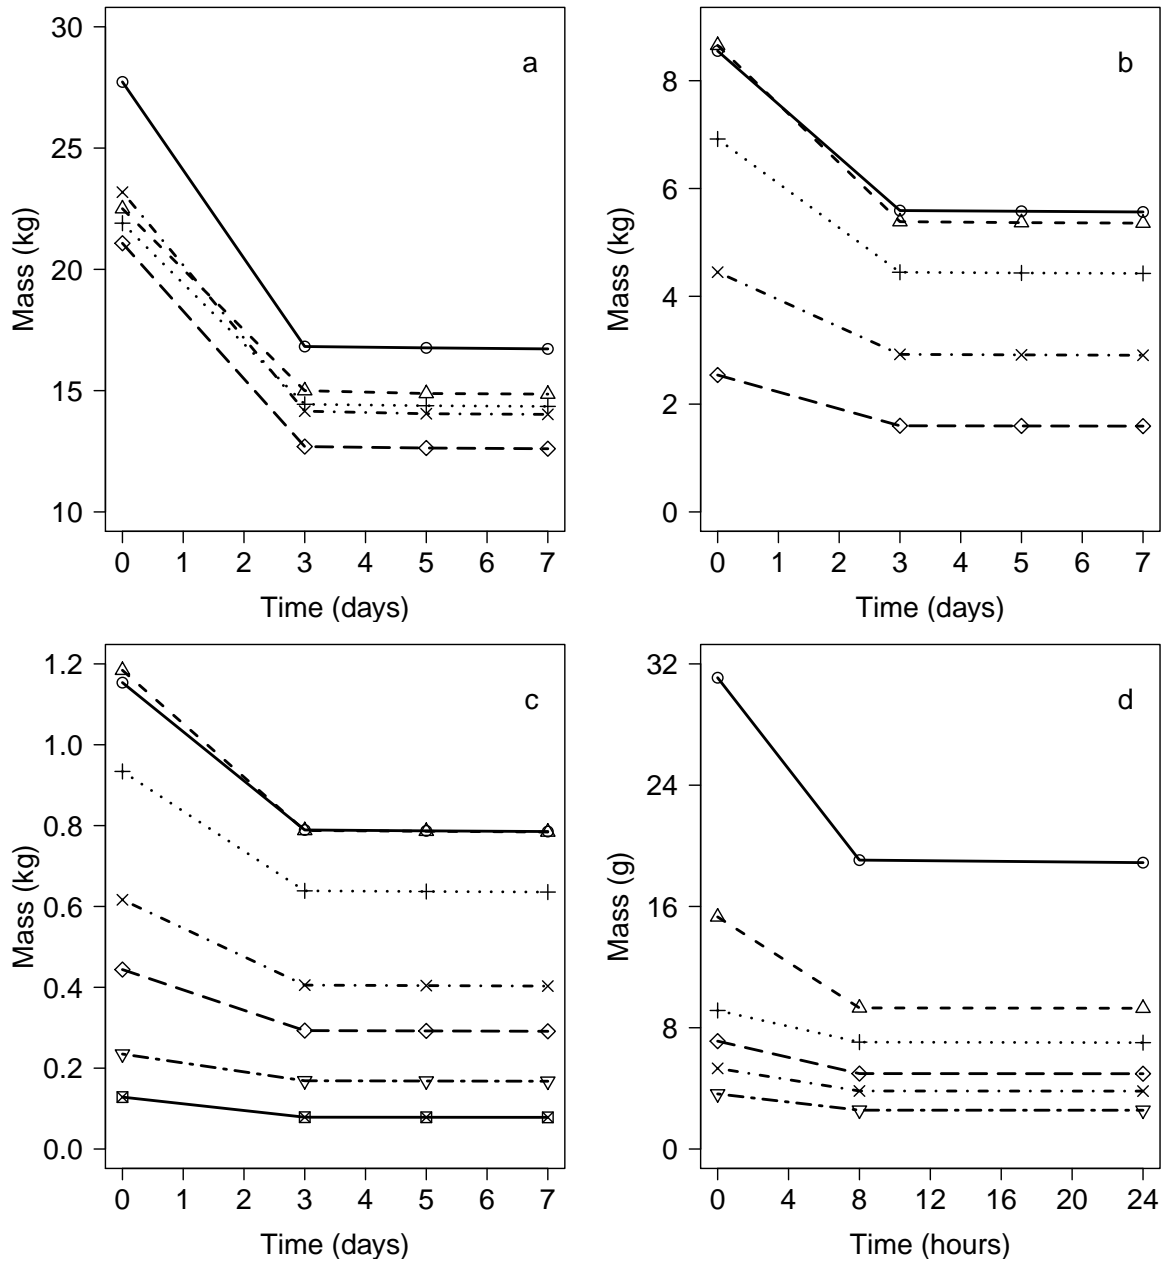 a
Mass (kg)
30
25
20
15
10
0 1 2 3 4 5 6 7
Time (days)
b
Mass (kg)
8
6
4
2
0
0 1 2 3 4 5 6 7
Time (days)
c
Mass (kg)
1.2
1.0
0.8
0.6
0.4
0.2
0.0
0 1 2 3 4 5 6 7
Time (days)
d
Mass (g)
32
24
16
8
0
0 4 8 12 16 20 24
Time (hours)